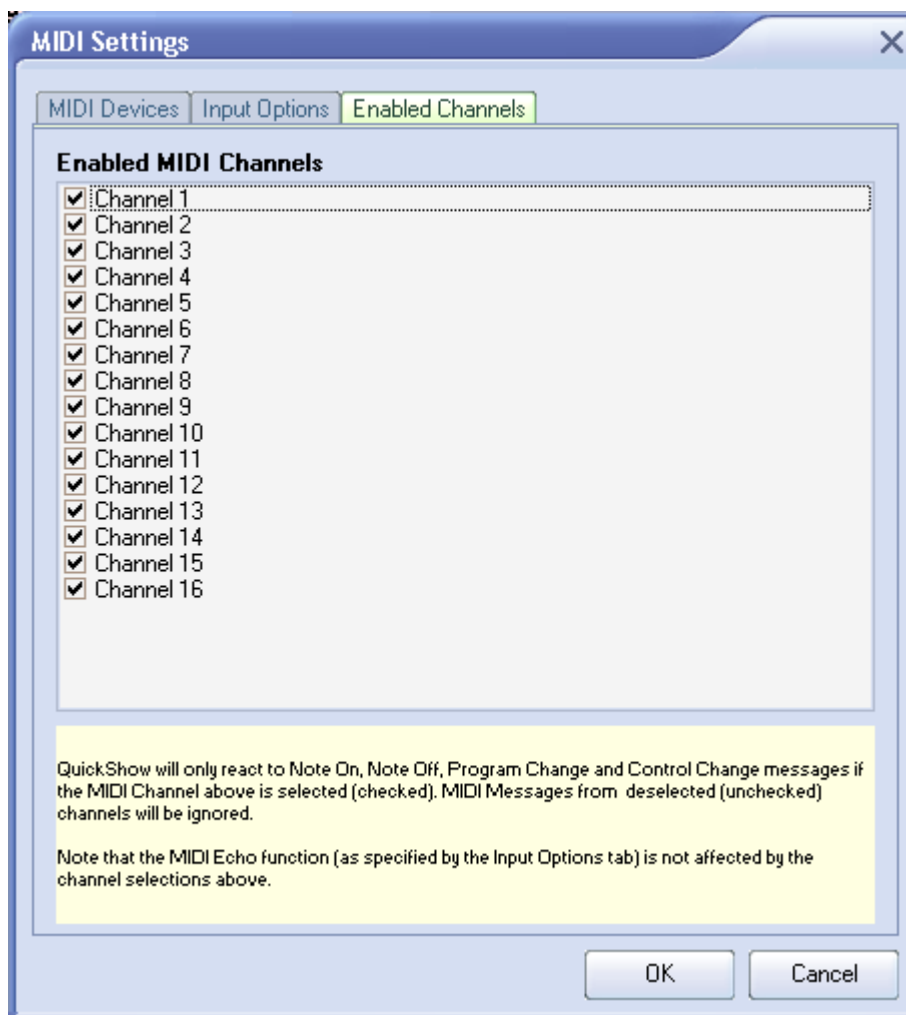 MIDI Settings
MIDI Devices Input Options Enabled Channels
Enabled MIDI Channels
Channel 1
Channel 2
Channel 3
Channel 4
Channel 5
Channel 6
Channel 7
Channel 8
Channel 9
Channel 10
Channel 11
Channel 12
Channel 13
Channel 14
Channel 15
Channel 16
QuickShow will only react to Note On, Note Off, Program Change and Control Change messages if
the MIDI Channel above is selected (checked). MIDI Messages from deselected (unchecked)
channels will be ignored.
Note that the MIDI Echo function (as specified by the Input Options tab) is not affected by the
channel selections above.
OK Cancel